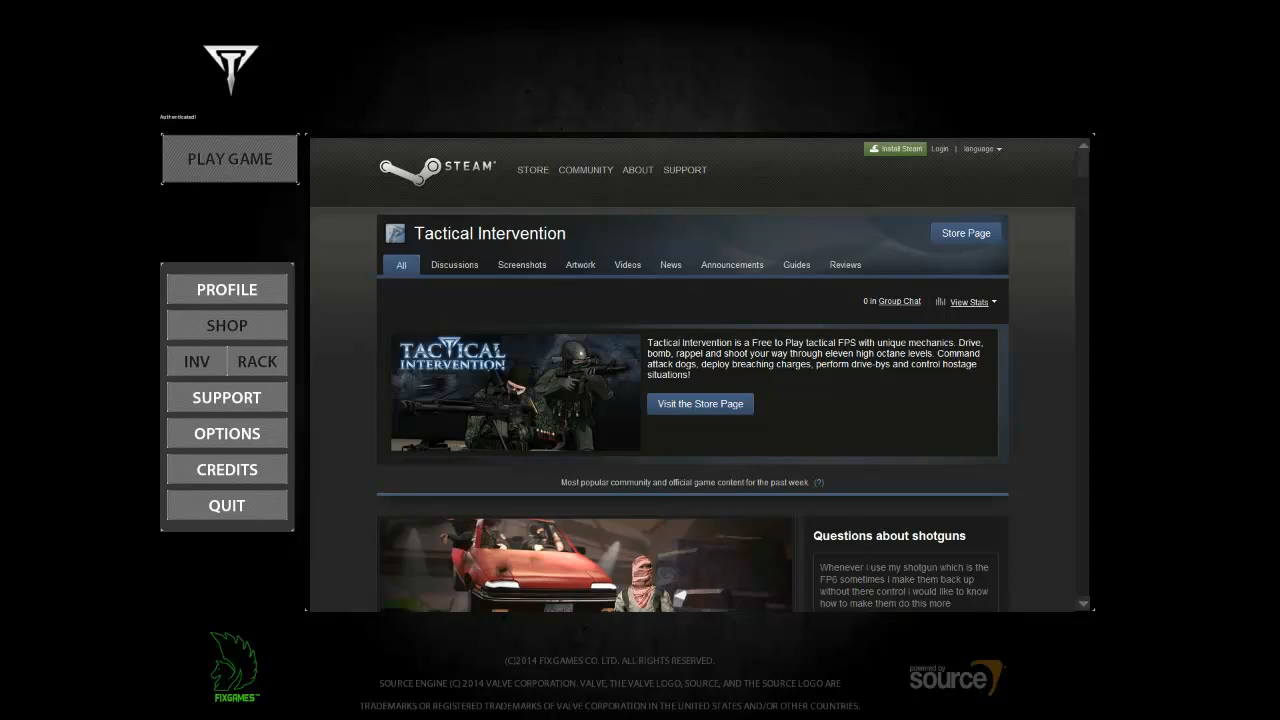 Authenticated!
PLAY GAME
PROFILE
SHOP
INV RACK
SUPPORT
OPTIONS
CREDITS
QUIT
Install Steam Login | language
STEAM® STORE COMMUNITY ABOUT SUPPORT
Tactical Intervention
Store Page
All Discussions Screenshots Artwork Videos News Announcements Guides Reviews
0 in Group Chat View Stats
TACTICAL
INTERVENTION
Tactical Intervention is a Free to Play tactical FPS with unique mechanics. Drive,
bomb, rappel and shoot your way through eleven high octane levels. Command
attack dogs, deploy breaching charges, perform drive-bys and control hostage
situations!
Visit the Store Page
Most popular community and official game content for the past week. (?)
Questions about shotguns
Whenever i use my shotgun which is the
FP6 sometimes I make them back up
without there control i would like to know
how to make them do this more
FIXGAMES™
(C)2014 FIXGAMES CO. LTD. ALL RIGHTS RESERVED.
SOURCE ENGINE (C) 2014 VALVE CORPORATION. VALVE, THE VALVE LOGO, SOURCE, AND THE SOURCE LOGO ARE
TRADEMARKS OR REGISTERED TRADEMARKS OF VALVE CORPORATION IN THE UNITED STATES AND/OR OTHER COUNTRIES.
powered by
source